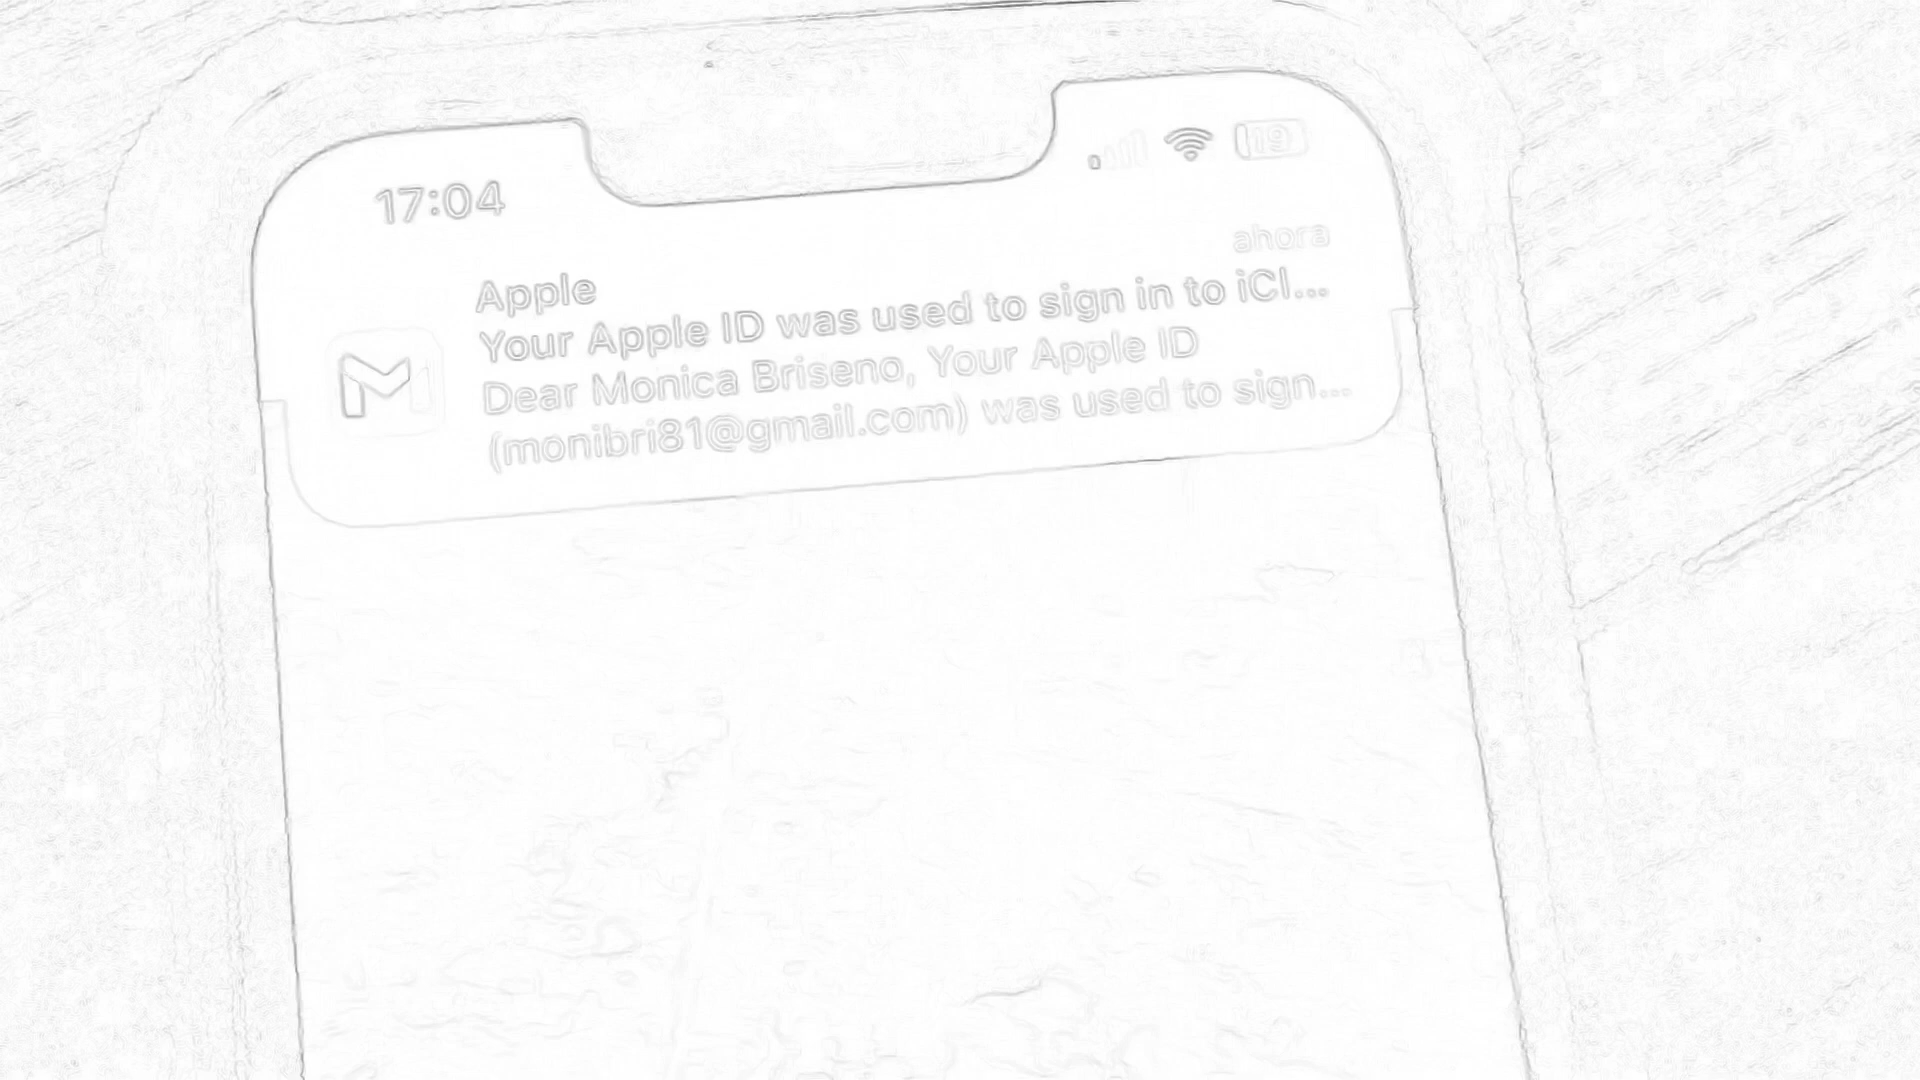 17:04
19
ahora
Apple
Your Apple ID was used to sign in to iCl...
Dear Monica Briseno, Your Apple ID
(monibri81@gmail.com) was used to sign...